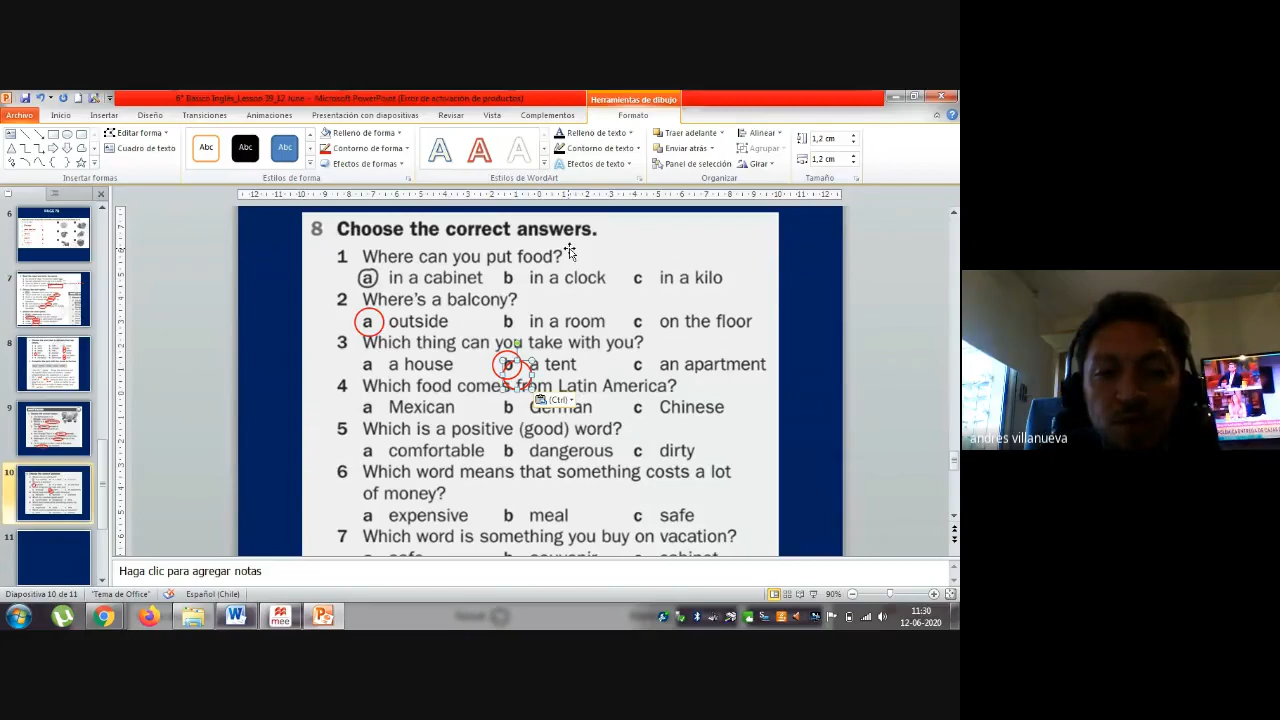 6° Básico Inglés_Lesson 39_12 June - Microsoft PowerPoint (Error de activación de productos)
Herramientas de dibujo
Archivo Inicio Insertar Diseño Transiciones Animaciones Presentación con diapositivas Revisar Vista Complementos Formato
Editar forma
Cuadro de texto
Insertar formas
Abc Abc Abc
Relleno de forma
Contorno de forma
Efectos de formas
Estilos de forma
A A A
Relleno de texto
Contorno de texto
Efectos de texto
Estilos de WordArt
Traer adelante
Enviar atrás
Panel de selección
Alinear
Agrupar
Girar
Organizar
1,2 cm
1,2 cm
Tamaño
6
7
8
9
10
11
8 Choose the correct answers.
1 Where can you put food?
a in a cabinet b in a clock c in a kilo
2 Where's a balcony?
a outside b in a room c on the floor
3 Which thing can you take with you?
a a house b a tent c an apartment
4 Which food comes from Latin America?
a Mexican b German c Chinese
5 Which is a positive (good) word?
a comfortable b dangerous c dirty
6 Which word means that something costs a lot
of money?
a expensive b meal c safe
7 Which word is something you buy on vacation?
a safe b souvenir c cabinet
(Ctrl)
Haga clic para agregar notas
Diapositiva 10 de 11 "Tema de Office" Español (Chile) 90%
11:30
12-06-2020
andres villanueva